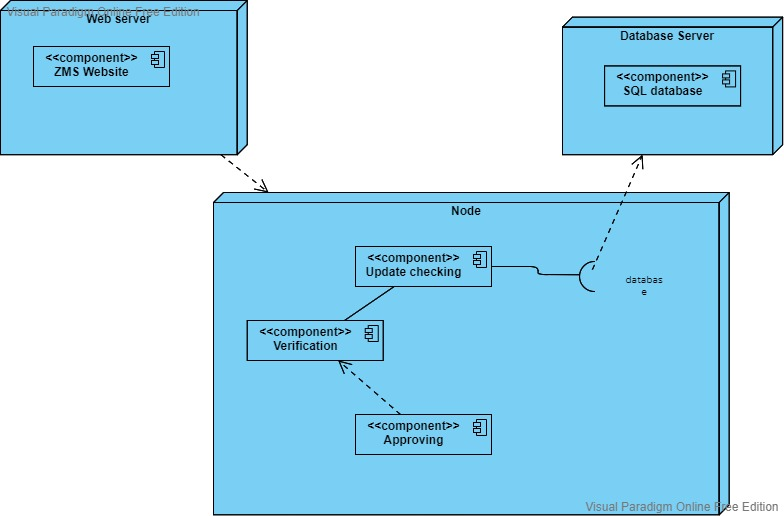 Visual Paradigm Online Free Edition
Web server
<<component>>
ZMS Website
Database Server
<<component>>
SQL database
Node
<<component>>
Update checking
databas
e
<<component>>
Verification
<<component>>
Approving
Visual Paradigm Online Free Edition